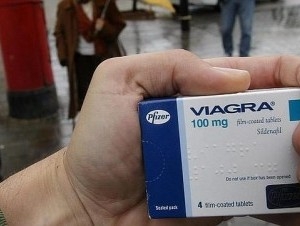 Pfizer
VIAGRA®
100 mg film-coated tablets
Sildenafil
Do not use if box has been opened
Sealed pack
4 film-coated tablets